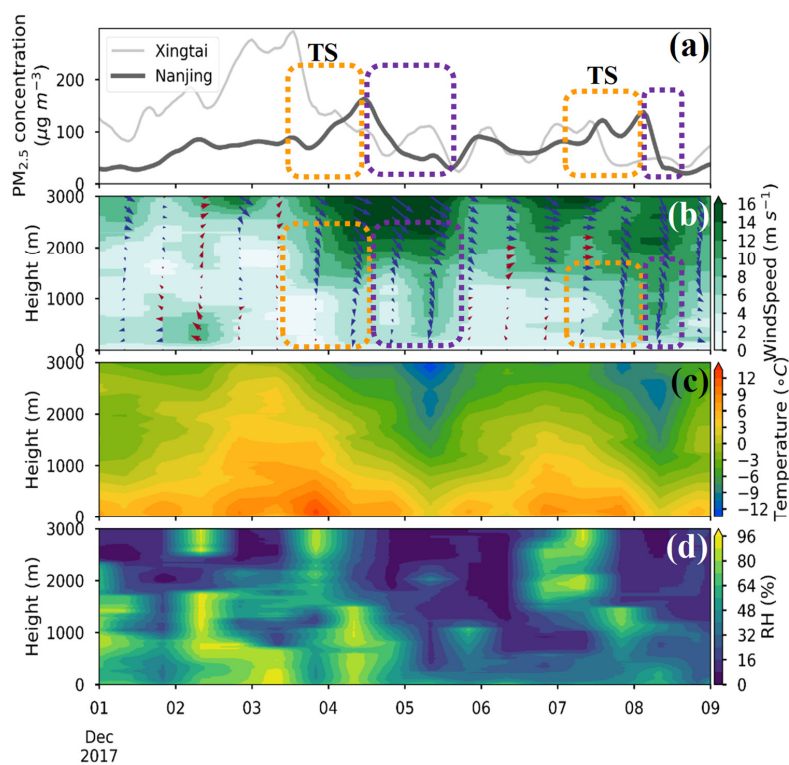 (a)
Xingtai
Nanjing
TS
TS
PM2.5 concentration
(μg m−3)
200
100
0
(b)
Height (m)
3000
2000
1000
0
16
14
12
10
8
6
4
2
0
WindSpeed (m s−1)
(c)
Height (m)
3000
2000
1000
0
12
9
6
3
0
−3
−6
−9
−12
Temperature (∘C)
(d)
Height (m)
3000
2000
1000
0
96
80
64
48
32
16
0
RH (%)
01 02 03 04 05 06 07 08 09
Dec
2017